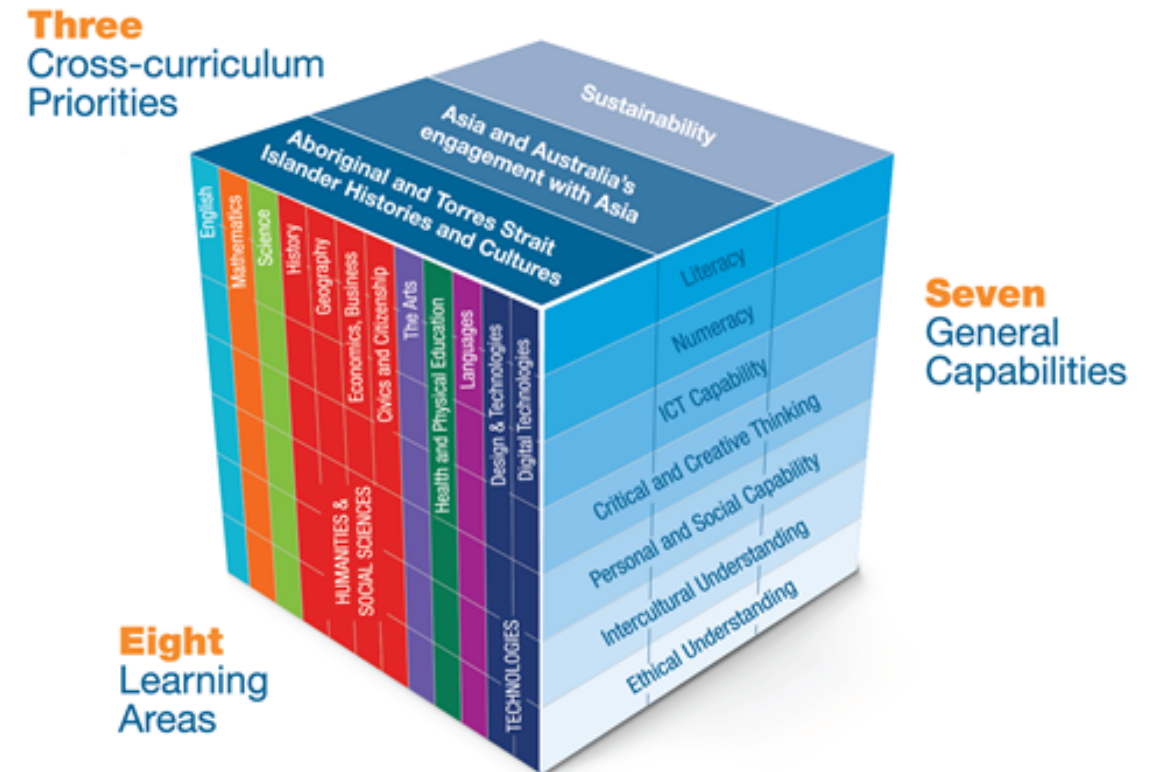 Three
Cross-curriculum
Priorities
Sustainability
Asia and Australia's
engagement with Asia
Aboriginal and Torres Strait
Islander Histories and Cultures
English
Mathematics
Science
History
Geography
Economics, Business
Civics and Citizenship
HUMANITIES &
SOCIAL SCIENCES
The Arts
Health and Physical Education
Languages
Design & Technologies
Digital Technologies
TECHNOLOGIES
Literacy
Numeracy
ICT Capability
Critical and Creative Thinking
Personal and Social Capability
Intercultural Understanding
Ethical Understanding
Seven
General
Capabilities
Eight
Learning
Areas